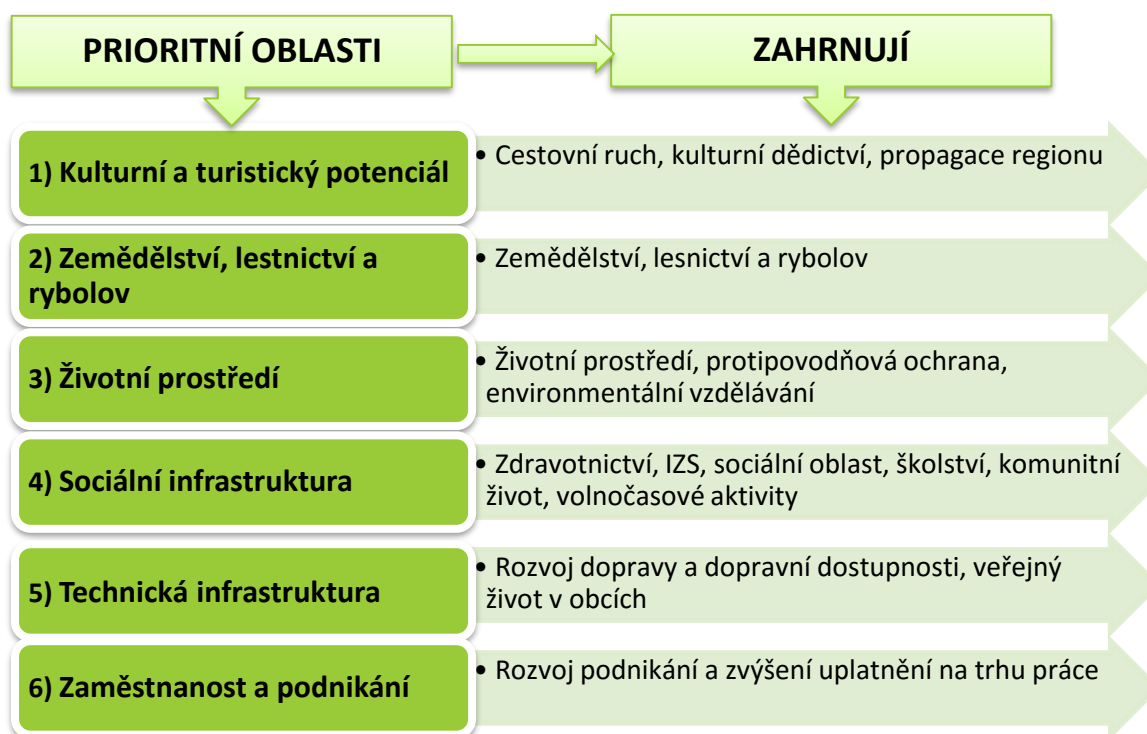 PRIORITNÍ OBLASTI
ZAHRNUJÍ
1) Kulturní a turistický potenciál
• Cestovní ruch, kulturní dědictví, propagace regionu
2) Zemědělství, lestnictví a
rybolov
• Zemědělství, lesnictví a rybolov
3) Životní prostředí
• Životní prostředí, protipovodňová ochrana,
environmentální vzdělávání
4) Sociální infrastruktura
• Zdravotnictví, IZS, sociální oblast, školství, komunitní
život, volnočasové aktivity
5) Technická infrastruktura
• Rozvoj dopravy a dopravní dostupnosti, veřejný
život v obcích
6) Zaměstnanost a podnikání
• Rozvoj podnikání a zvýšení uplatnění na trhu práce